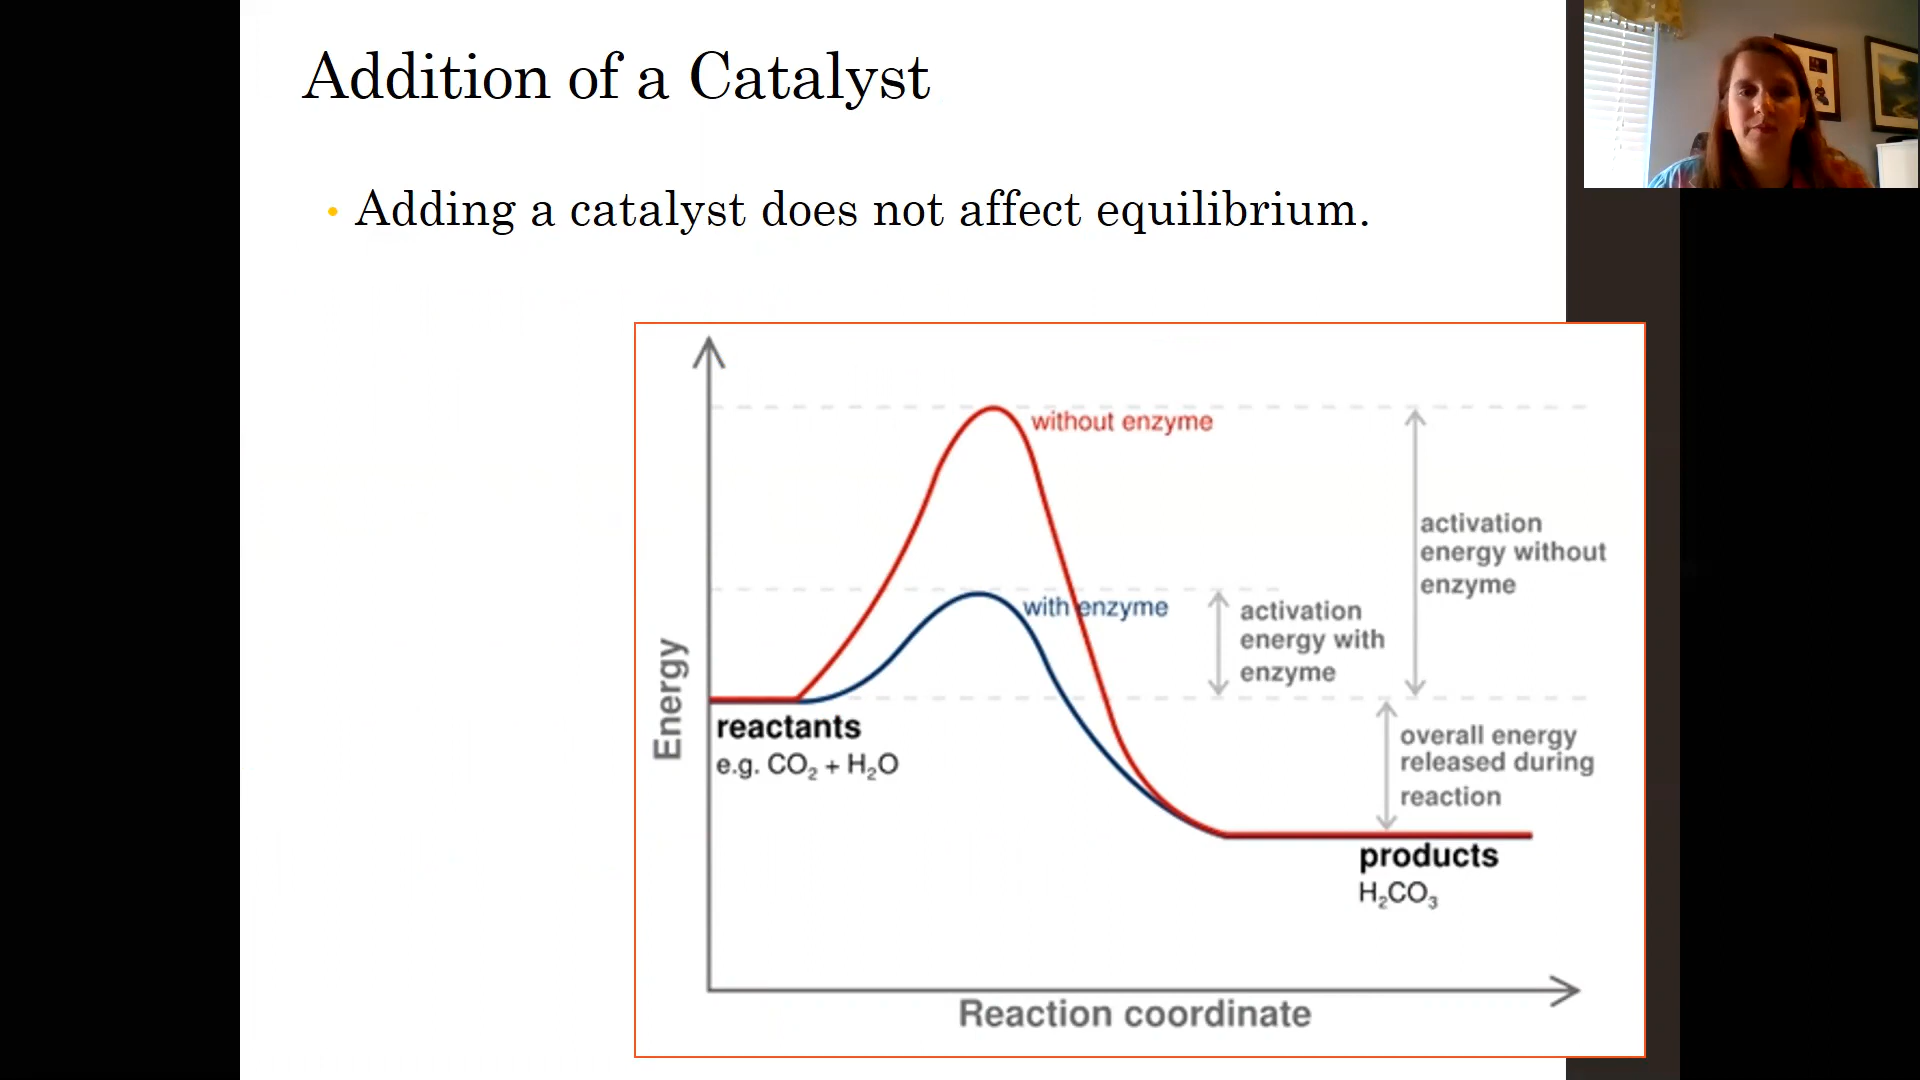 Addition of a Catalyst
• Adding a catalyst does not affect equilibrium.
without enzyme
activation
energy without
enzyme
with enzyme
activation
energy with
enzyme
Energy
reactants
e.g. CO₂ + H₂O
overall energy
released during
reaction
products
H₂CO₃
Reaction coordinate